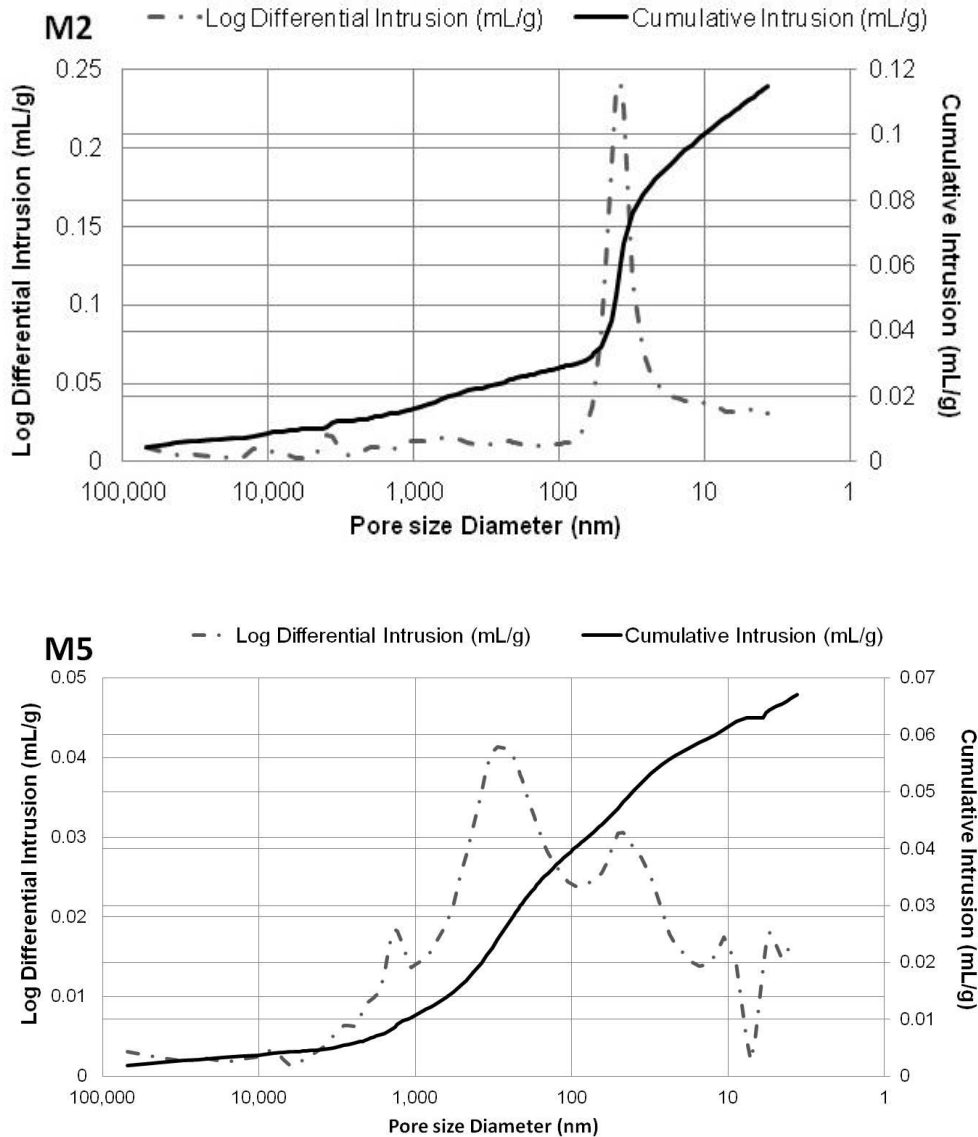 M2
Log Differential Intrusion (mL/g) Cumulative Intrusion (mL/g)
Log Differential Intrusion (mL/g)
0.25
0.2
0.15
0.1
0.05
0
0.12
0.1
0.08
0.06
0.04
0.02
0
Cumulative Intrusion (mL/g)
100,000 10,000 1,000 100 10 1
Pore size Diameter (nm)
M5
Log Differential Intrusion (mL/g) Cumulative Intrusion (mL/g)
Log Differential Intrusion (mL/g)
0.05
0.04
0.03
0.02
0.01
0
0.07
0.06
0.05
0.04
0.03
0.02
0.01
0
Cumulative Intrusion (mL/g)
100,000 10,000 1,000 100 10 1
Pore size Diameter (nm)